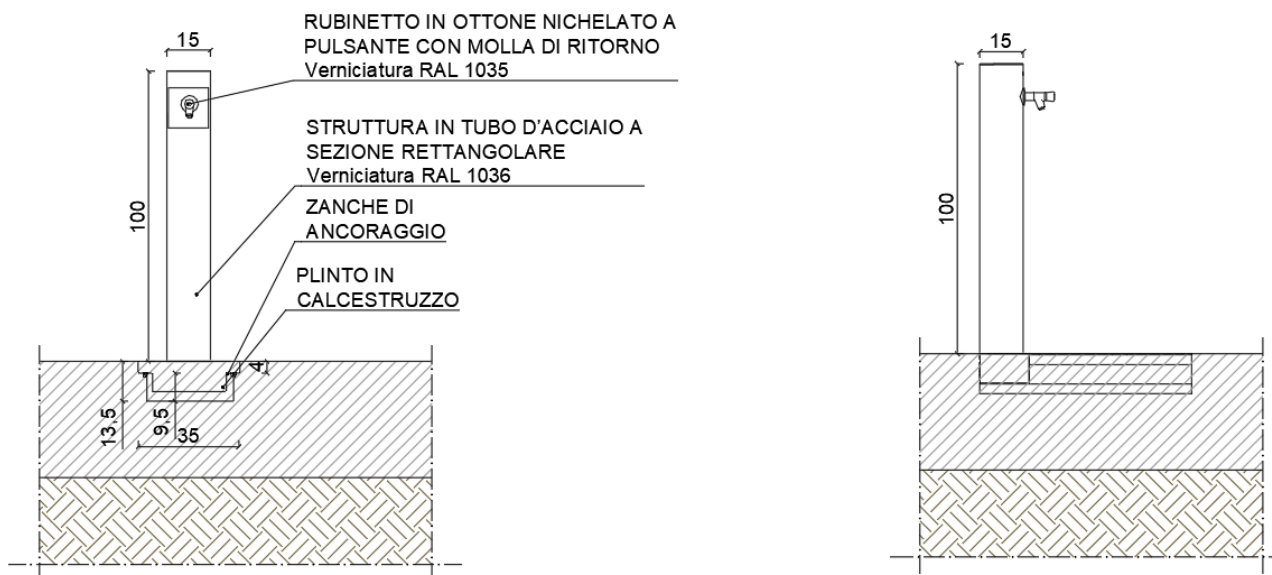 15
RUBINETTO IN OTTONE NICHELATO A
PULSANTE CON MOLLA DI RITORNO
Verniciatura RAL 1035
STRUTTURA IN TUBO D'ACCIAIO A
SEZIONE RETTANGOLARE
Verniciatura RAL 1036
ZANCHE DI
ANCORAGGIO
PLINTO IN
CALCESTRUZZO
100
4
13,5
9,5
35
15
100